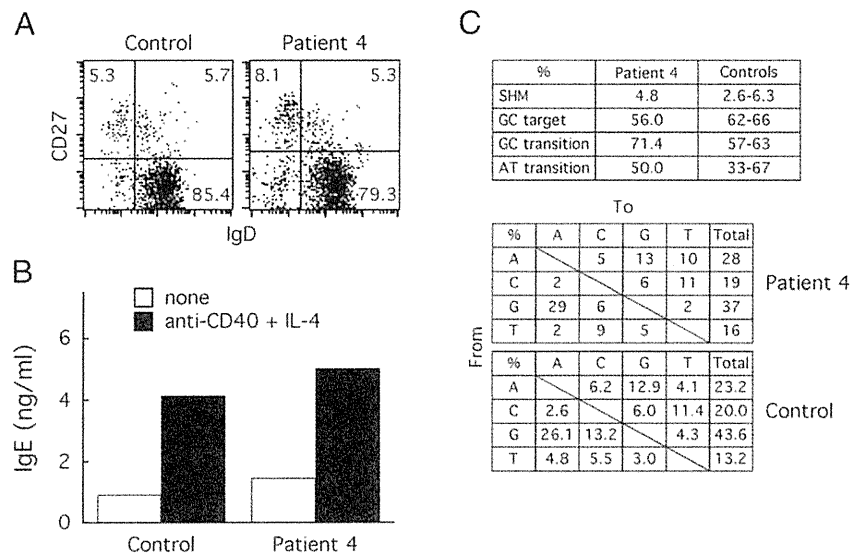 A
Control
Patient 4
5.3
5.7
85.4
8.1
5.3
79.3
CD27
IgD
B
none
anti-CD40 + IL-4
IgE (ng/ml)
6
4
2
0
Control
Patient 4
C
% Patient 4 Controls
SHM 4.8 2.6-6.3
GC target 56.0 62-66
GC transition 71.4 57-63
AT transition 50.0 33-67
To
From
% A C G T Total
A 5 13 10 28
C 2 6 11 19
G 29 6 2 37
T 2 9 5 16
Patient 4
% A C G T Total
A 6.2 12.9 4.1 23.2
C 2.6 6.0 11.4 20.0
G 26.1 13.2 4.3 43.6
T 4.8 5.5 3.0 13.2
Control